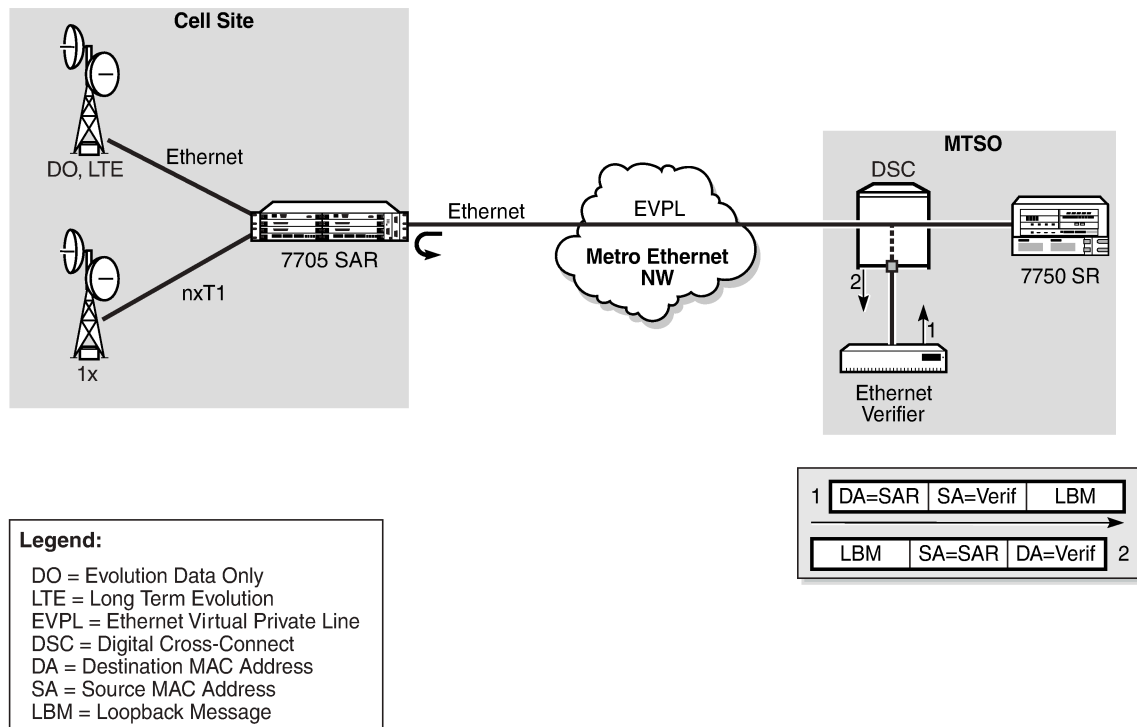 Cell Site
DO, LTE
Ethernet
7705 SAR
nxT1
1x
Ethernet
EVPL
Metro Ethernet
NW
MTSO
DSC
7750 SR
2
1
Ethernet
Verifier
1 DA=SAR SA=Verif LBM
LBM SA=SAR DA=Verif 2
Legend:
DO = Evolution Data Only
LTE = Long Term Evolution
EVPL = Ethernet Virtual Private Line
DSC = Digital Cross-Connect
DA = Destination MAC Address
SA = Source MAC Address
LBM = Loopback Message